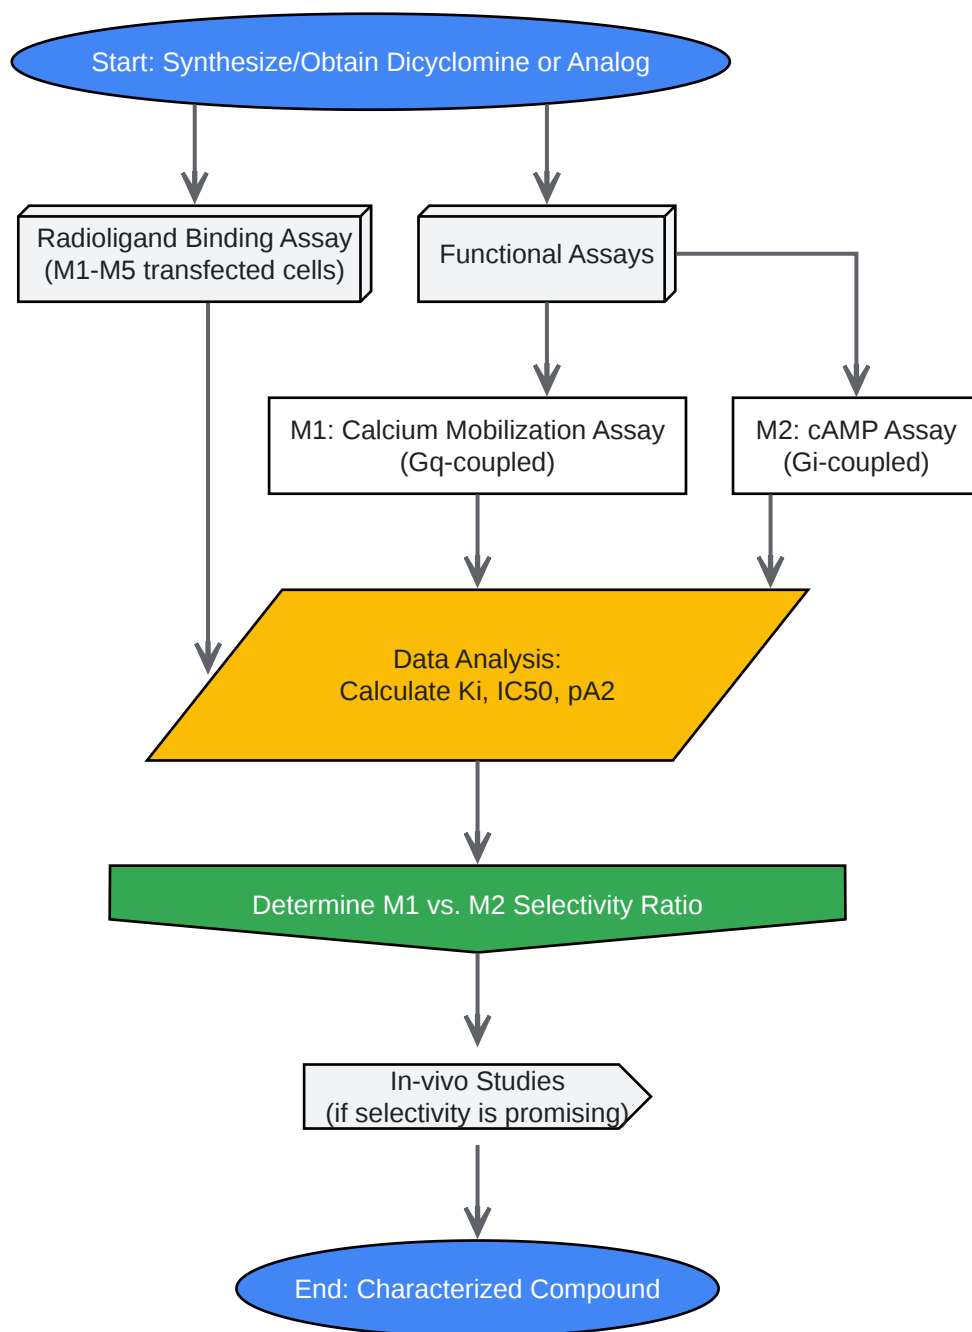 Start: Synthesize/Obtain Dicyclomine or Analog
Radioligand Binding Assay
(M1-M5 transfected cells)
Functional Assays
M1: Calcium Mobilization Assay
(Gq-coupled)
M2: cAMP Assay
(Gi-coupled)
Data Analysis:
Calculate Ki, IC50, pA2
Determine M1 vs. M2 Selectivity Ratio
In-vivo Studies
(if selectivity is promising)
End: Characterized Compound